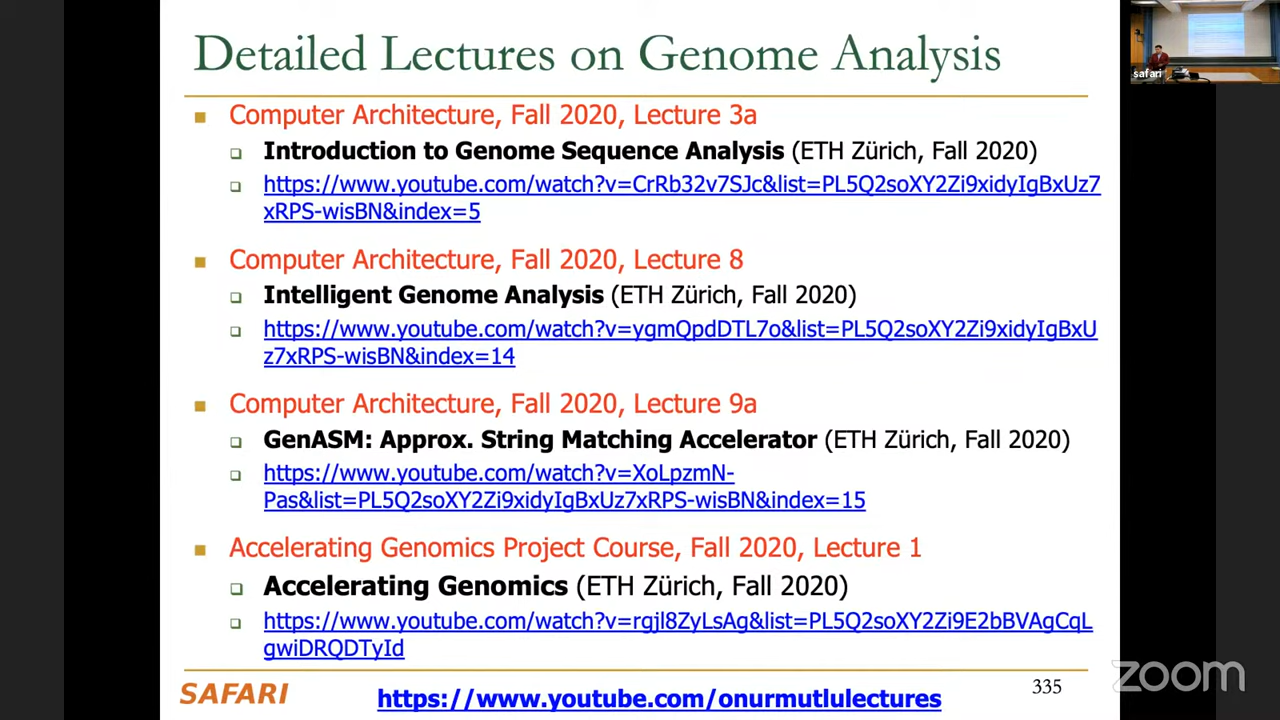 Detailed Lectures on Genome Analysis
Computer Architecture, Fall 2020, Lecture 3a
Introduction to Genome Sequence Analysis (ETH Zürich, Fall 2020)
https://www.youtube.com/watch?v=CrRb32v7SJc&list=PL5Q2soXY2Zi9xidyIgBxUz7
xRPS-wisBN&index=5
Computer Architecture, Fall 2020, Lecture 8
Intelligent Genome Analysis (ETH Zürich, Fall 2020)
https://www.youtube.com/watch?v=ygmQpdDTL7o&list=PL5Q2soXY2Zi9xidyIgBxU
z7xRPS-wisBN&index=14
Computer Architecture, Fall 2020, Lecture 9a
GenASM: Approx. String Matching Accelerator (ETH Zürich, Fall 2020)
https://www.youtube.com/watch?v=XoLpzmN-
Pas&list=PL5Q2soXY2Zi9xidyIgBxUz7xRPS-wisBN&index=15
Accelerating Genomics Project Course, Fall 2020, Lecture 1
Accelerating Genomics (ETH Zürich, Fall 2020)
https://www.youtube.com/watch?v=rgjl8ZyLsAg&list=PL5Q2soXY2Zi9E2bBVAgCqL
gwiDRQDTyId
SAFARI
https://www.youtube.com/onurmutlulectures
335
safari
zoom